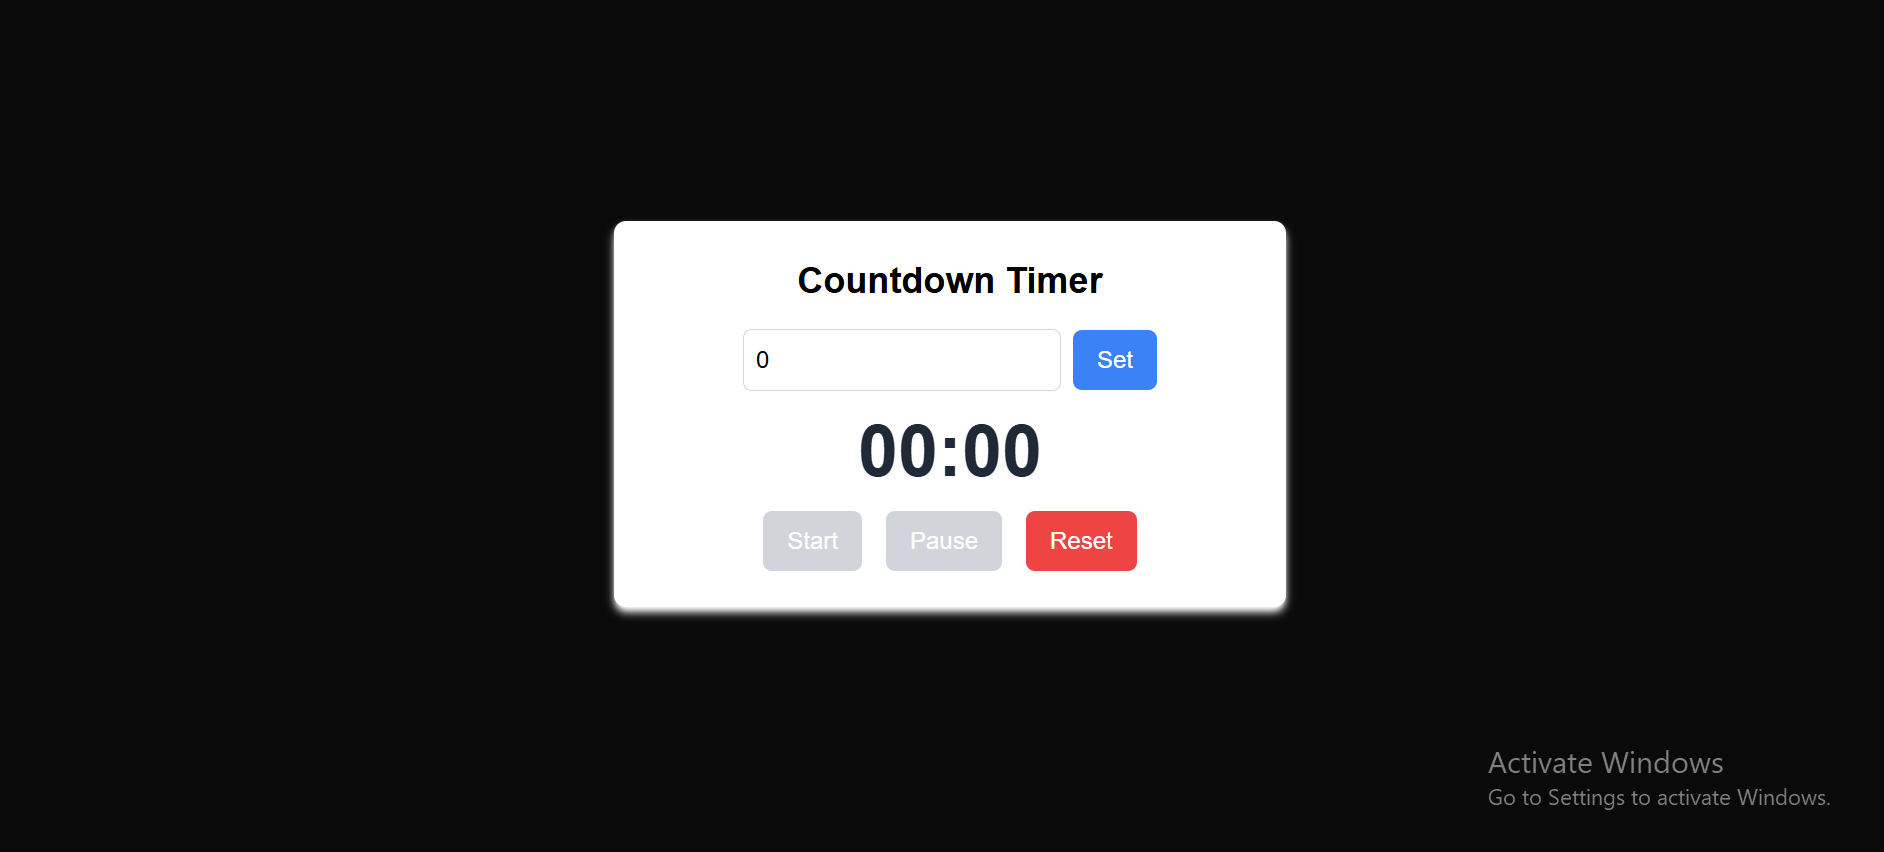 Countdown Timer
0 Set
00:00
Start Pause Reset
Activate Windows
Go to Settings to activate Windows.